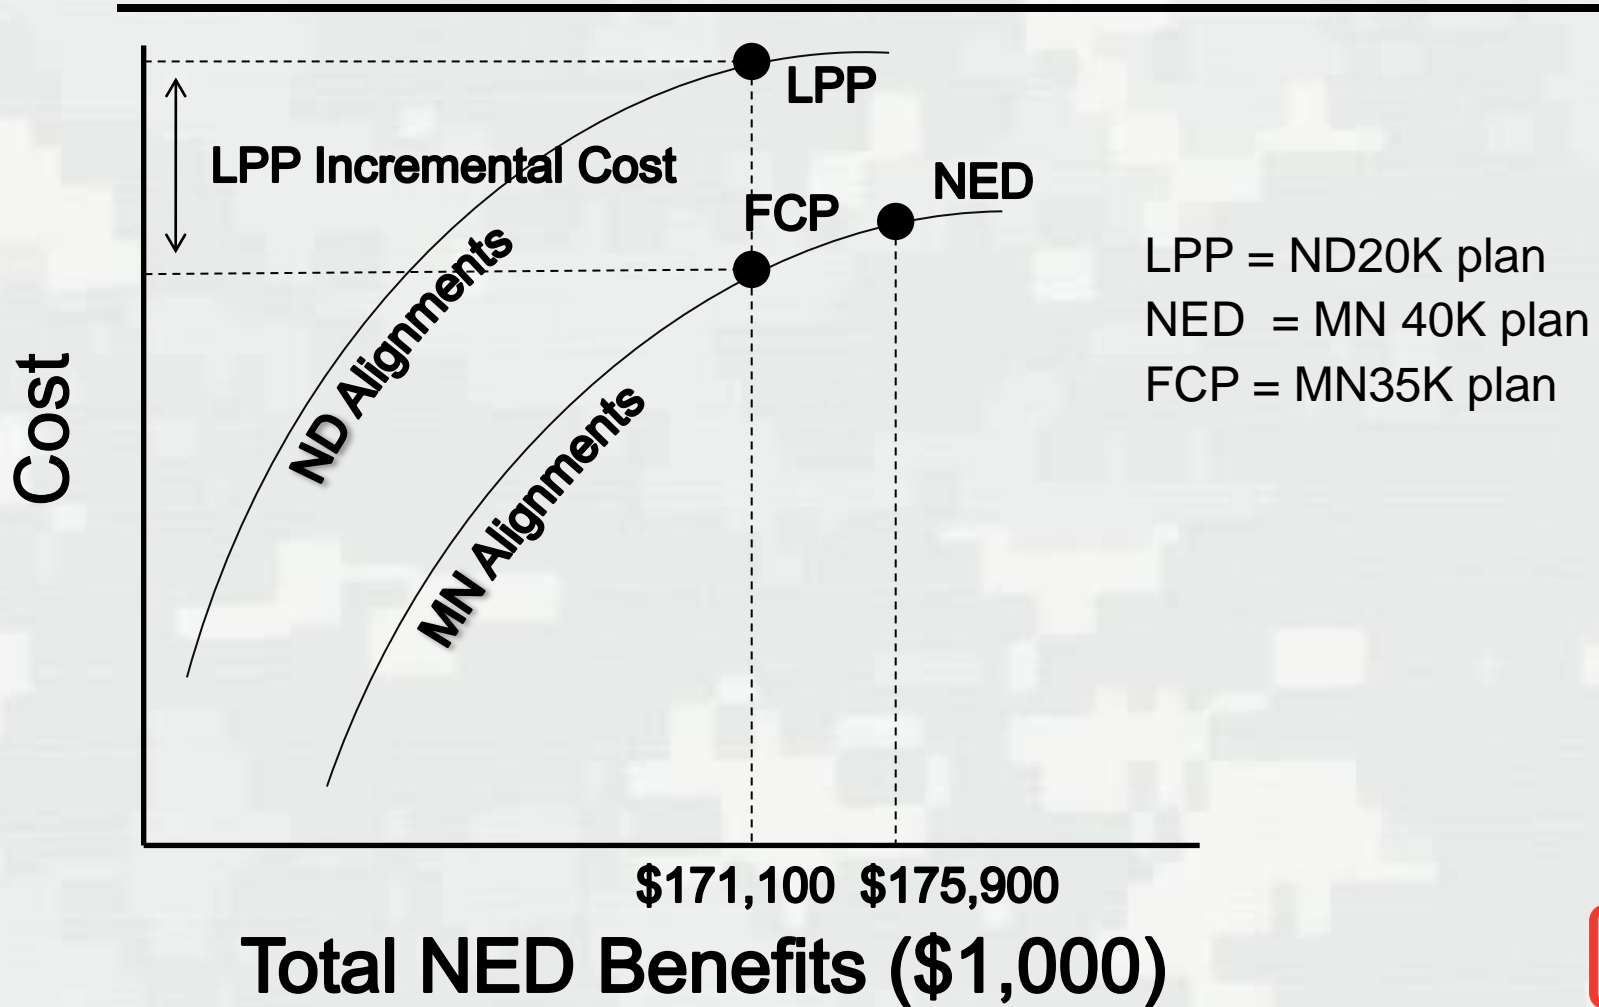 LPP
LPP Incremental Cost
NED
FCP
ND Alignments
MN Alignments
Cost
LPP = ND20K plan
NED  = MN 40K plan
FCP = MN35K plan
$171,100 $175,900
Total NED Benefits ($1,000)